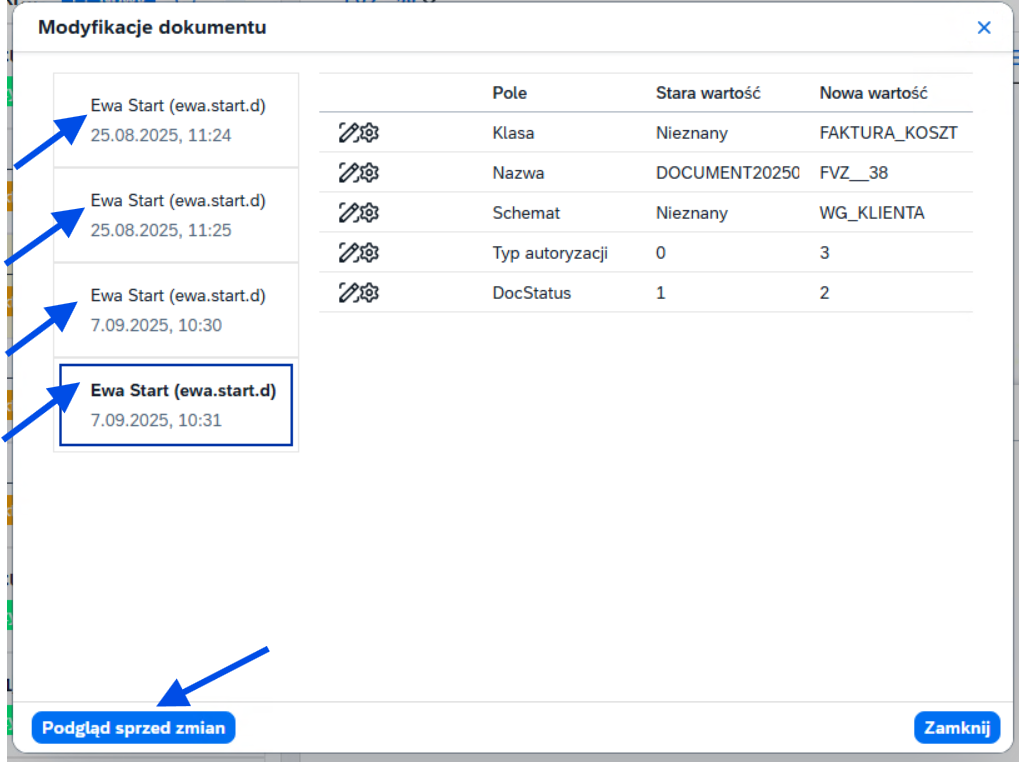 Modyfikacje dokumentu
Ewa Start (ewa.start.d)
25.08.2025, 11:24
Ewa Start (ewa.start.d)
25.08.2025, 11:25
Ewa Start (ewa.start.d)
7.09.2025, 10:30
Ewa Start (ewa.start.d)
7.09.2025, 10:31
Pole Stara wartość Nowa wartość
Klasa Nieznany FAKTURA_KOSZT
Nazwa DOCUMENT20250 FVZ__38
Schemat Nieznany WG_KLIENTA
Typ autoryzacji 0 3
DocStatus 1 2
Podgląd sprzed zmian
Zamknij